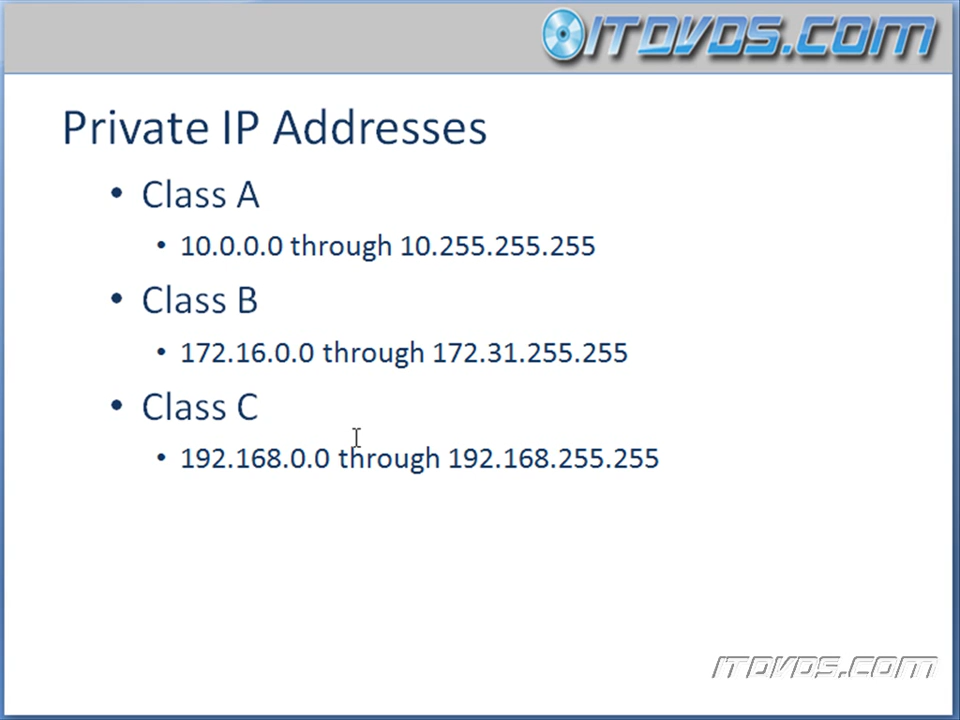 ITDVDS.com
Private IP Addresses
• Class A
• 10.0.0.0 through 10.255.255.255
• Class B
• 172.16.0.0 through 172.31.255.255
• Class C
• 192.168.0.0 through 192.168.255.255
ITDVDS.com